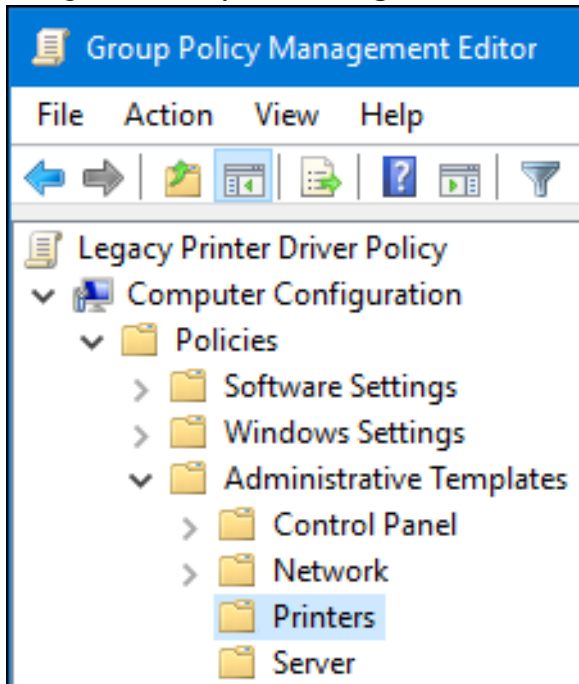 Group Policy Management Editor
File Action View Help
Legacy Printer Driver Policy
Computer Configuration
Policies
Software Settings
Windows Settings
Administrative Templates
Control Panel
Network
Printers
Server